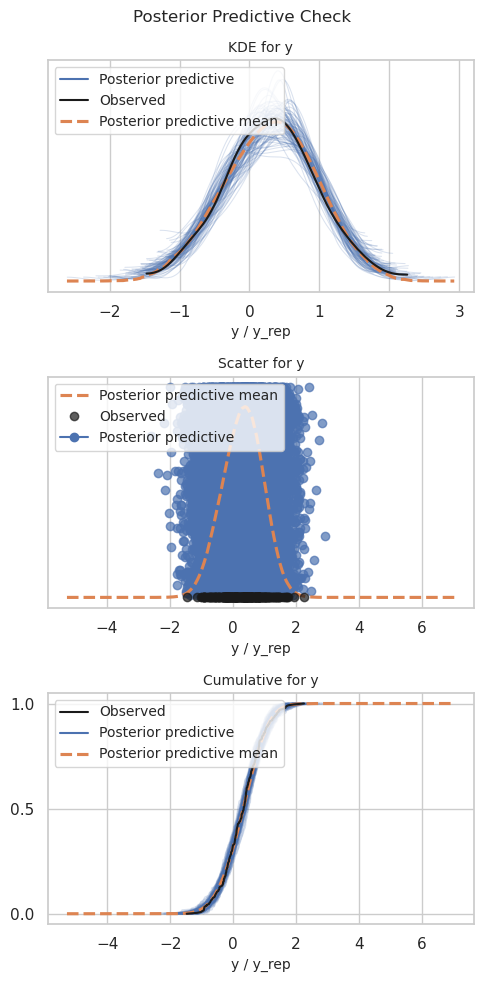 Posterior Predictive Check
KDE for y
Posterior predictive
Observed
Posterior predictive mean
−2 −1 0 1 2 3
y / y_rep
Scatter for y
Posterior predictive mean
Observed
Posterior predictive
−4 −2 0 2 4 6
y / y_rep
Cumulative for y
1.0
Observed
Posterior predictive
Posterior predictive mean
0.5
0.0
−4 −2 0 2 4 6
y / y_rep